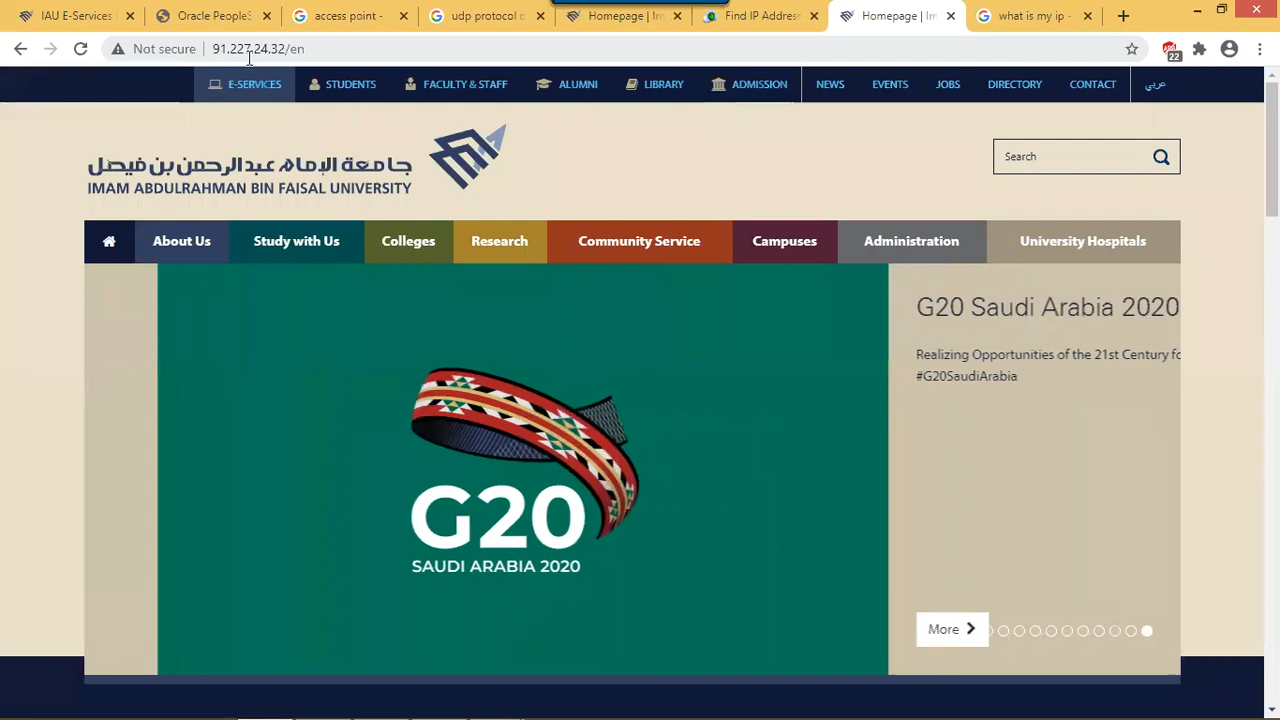 IAU E-Services
Oracle PeopleS
access point -
udp protocol
Homepage | Im
Find IP Address
Homepage | Im
what is my ip -
22
Not secure
91.227.24.32/en
E-SERVICES
STUDENTS
FACULTY & STAFF
ALUMNI
LIBRARY
ADMISSION
NEWS
EVENTS
JOBS
DIRECTORY
CONTACT
عربي
جامعة الإمام عبدالرحمن بن فيصل
IMAM ABDULRAHMAN BIN FAISAL UNIVERSITY
Search
About Us
Study with Us
Colleges
Research
Community Service
Campuses
Administration
University Hospitals
G20
SAUDI ARABIA 2020
G20 Saudi Arabia 2020
Realizing Opportunities of the 21st Century fo
#G20SaudiArabia
More